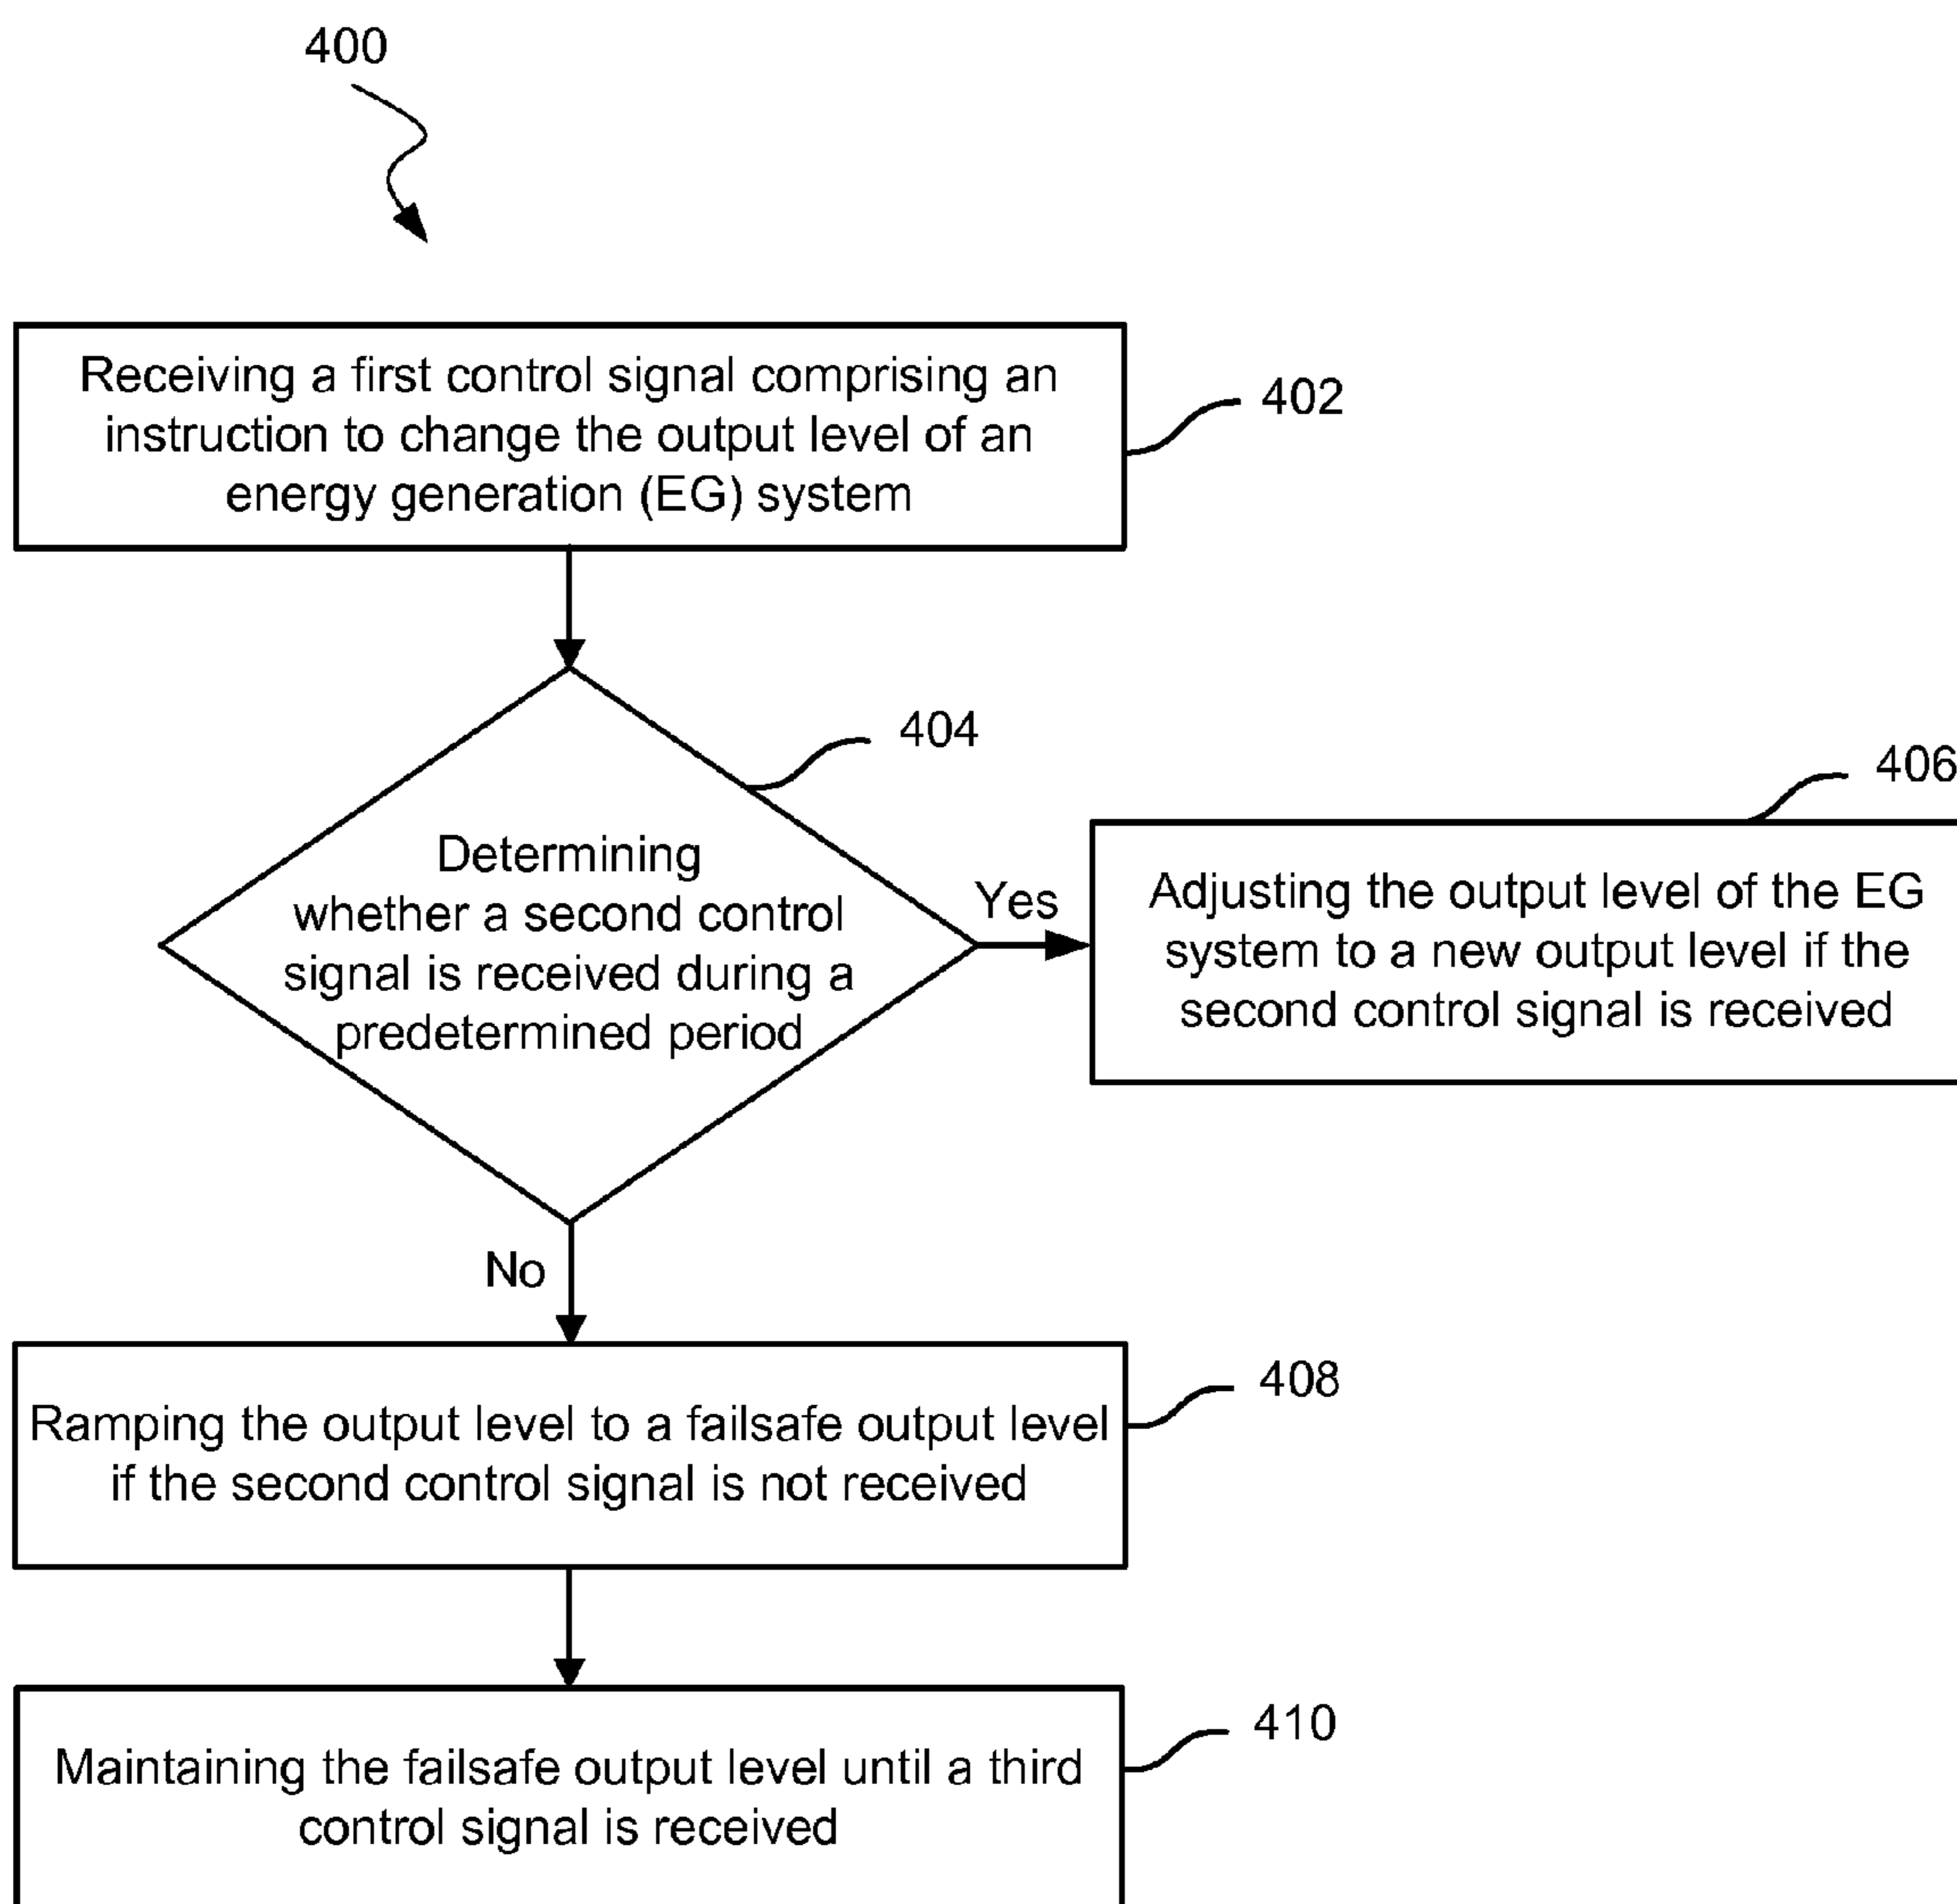 400
Receiving a first control signal comprising an
instruction to change the output level of an
energy generation (EG) system
402
404
Determining
whether a second control
signal is received during a
predetermined period
Yes
406
Adjusting the output level of the EG
system to a new output level if the
second control signal is received
No
Ramping the output level to a failsafe output level
if the second control signal is not received
408
Maintaining the failsafe output level until a third
control signal is received
410